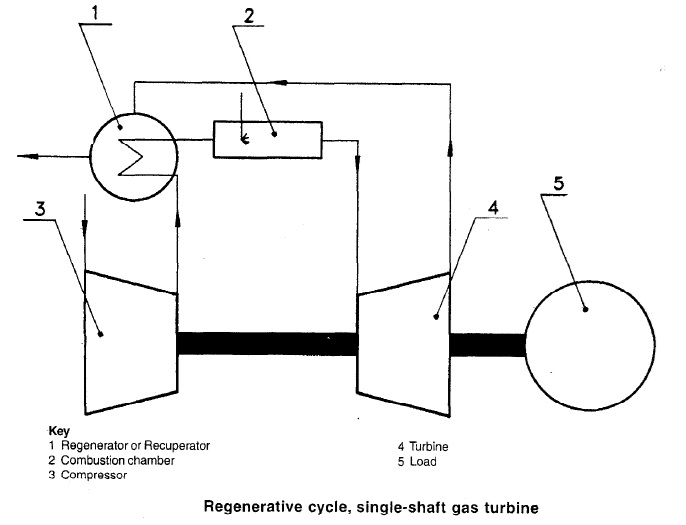 1
2
3
4
5
Key
1 Regenerator or Recuperator
2 Combustion chamber
3 Compressor
4 Turbine
5 Load
Regenerative cycle, single-shaft gas turbine